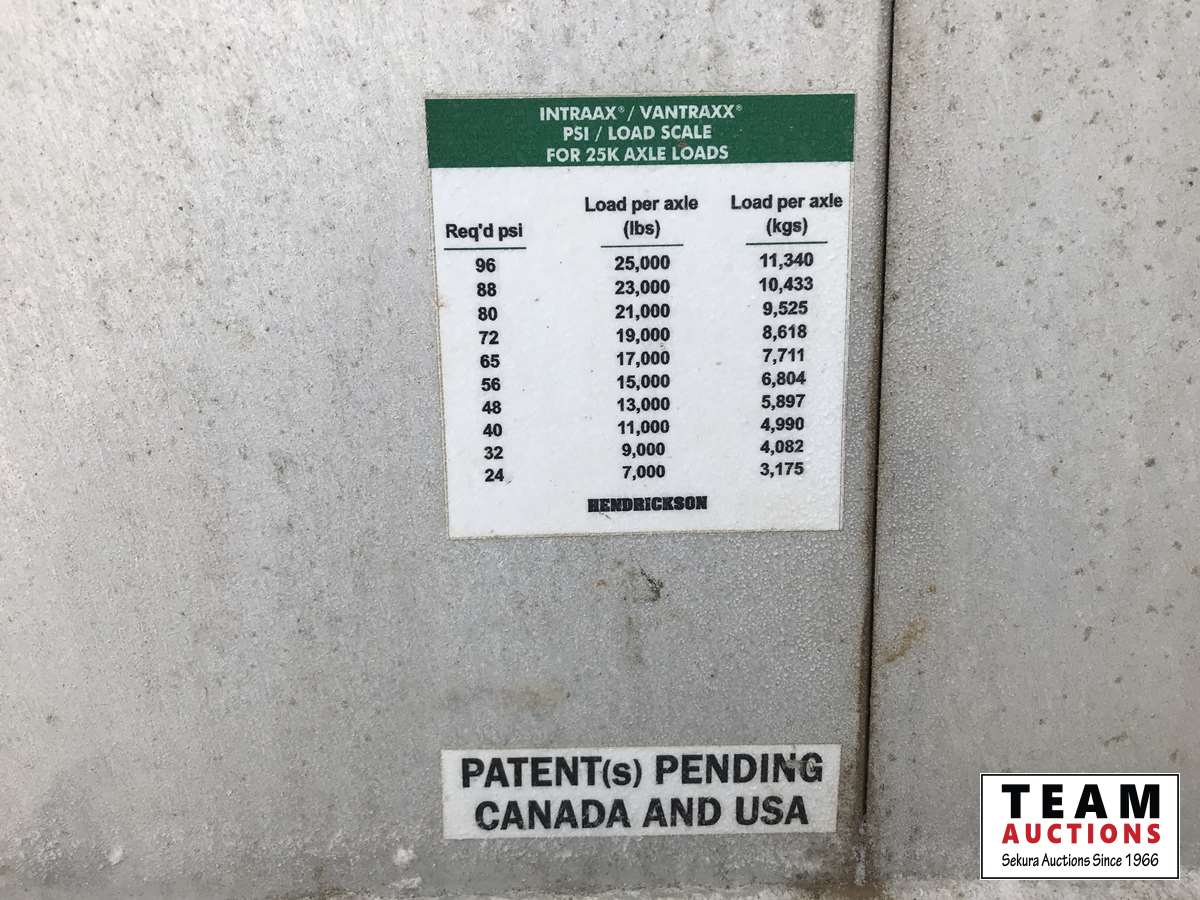 INTRAAX® / VANTRAXX®
PSI / LOAD SCALE
FOR 25K AXLE LOADS
Req'd psi Load per axle (lbs) Load per axle (kgs)
96 25,000 11,340
88 23,000 10,433
80 21,000 9,525
72 19,000 8,618
65 17,000 7,711
56 15,000 6,804
48 13,000 5,897
40 11,000 4,990
32 9,000 4,082
24 7,000 3,175
HENDRICKSON
PATENT(s) PENDING
CANADA AND USA
TEAM
AUCTIONS
Sekura Auctions Since 1966